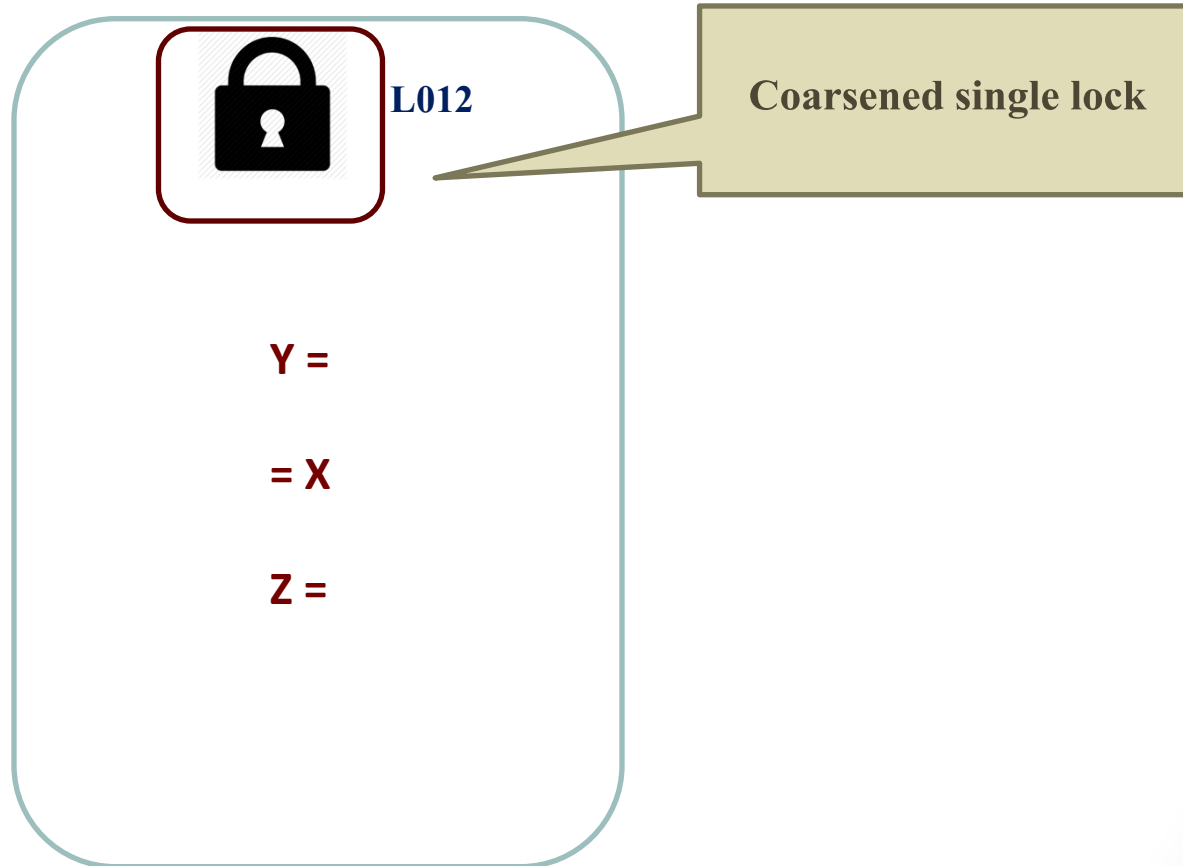 L012
Coarsened single lock
Y =
= X
Z =